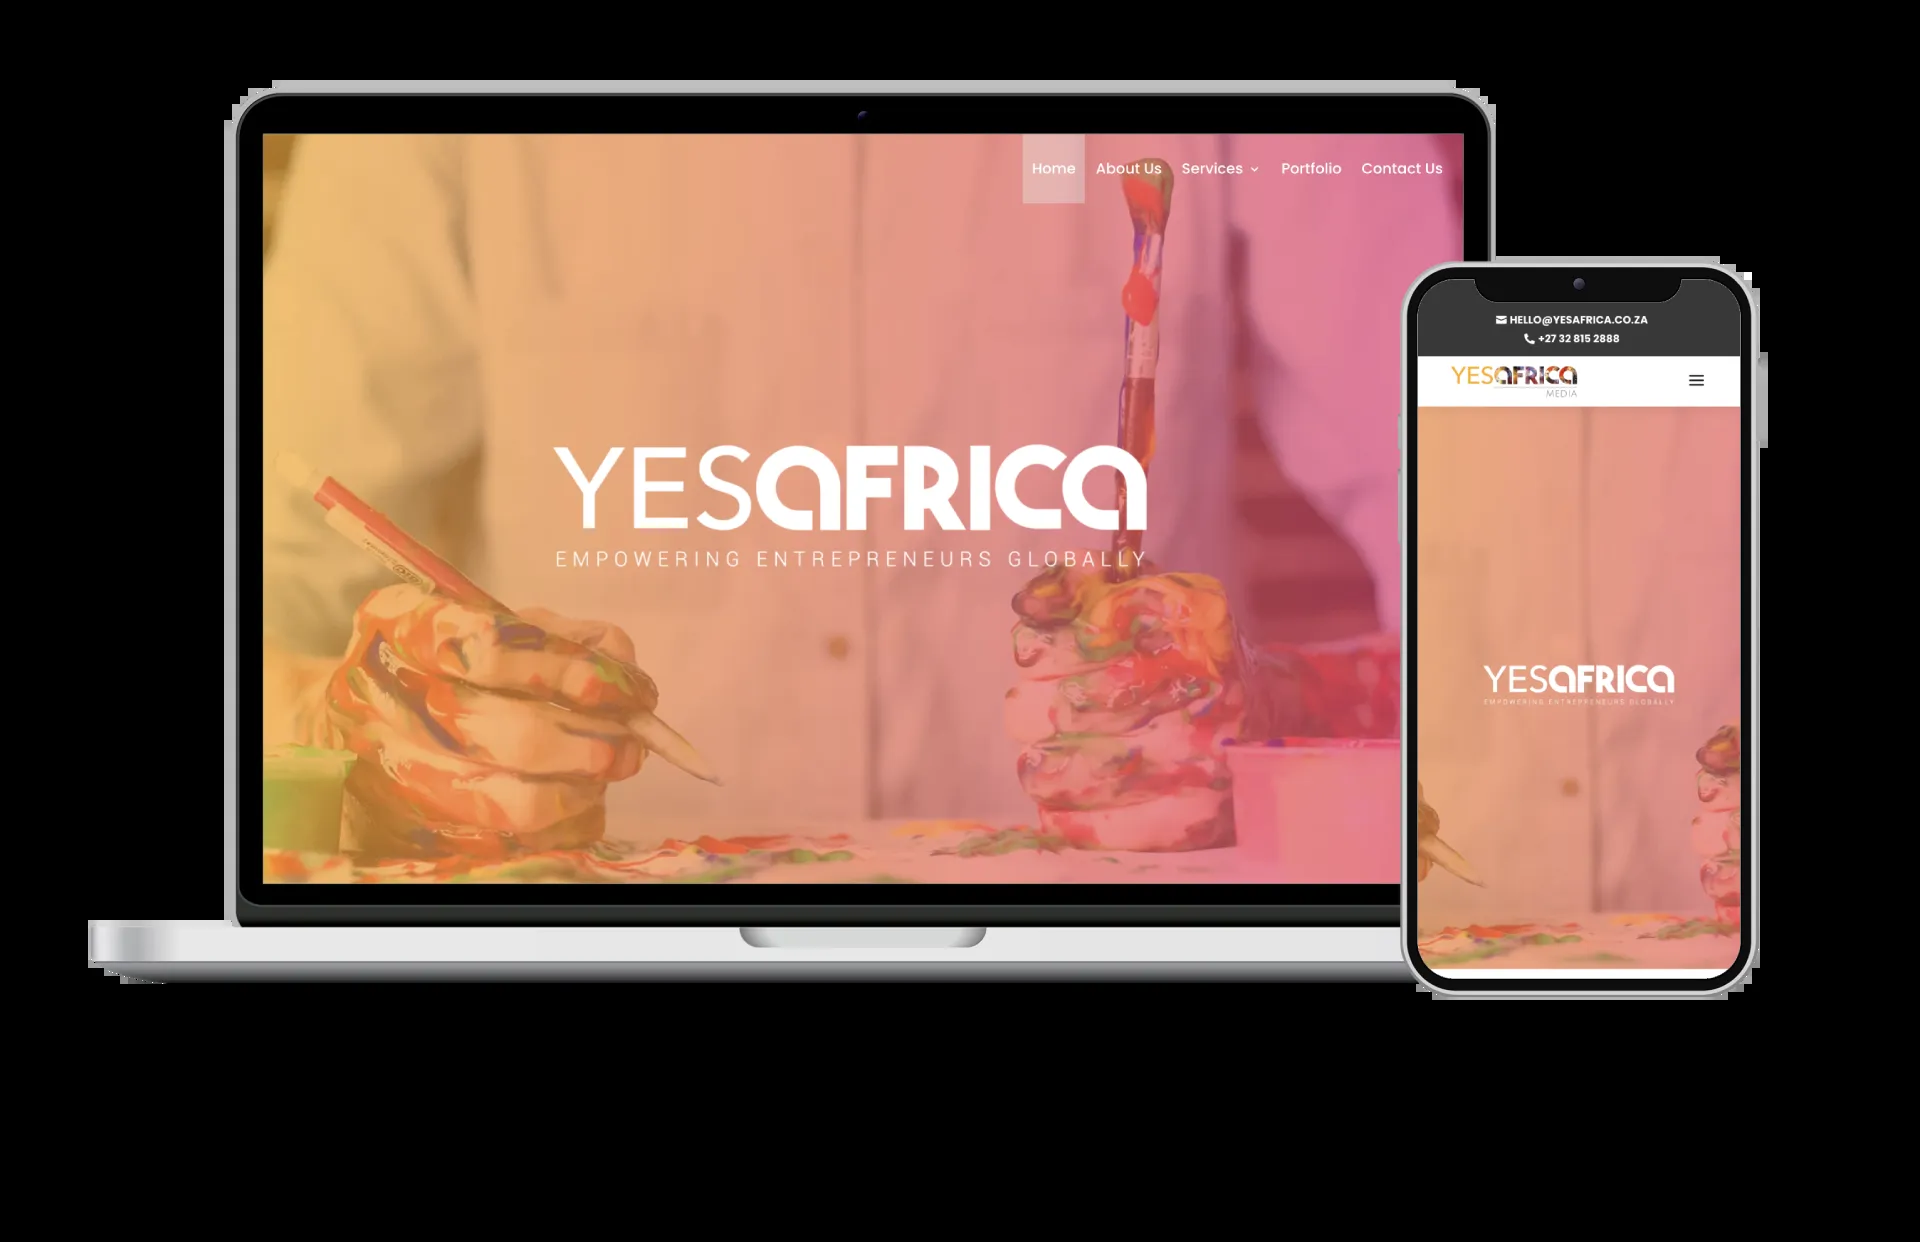 Home About Us Services Portfolio Contact Us
YESAFRICA
EMPOWERING ENTREPRENEURS GLOBALLY
HELLO@YESAFRICA.CO.ZA
+27 32 815 2888
YESAFRICA
MEDIA
YESAFRICA
EMPOWERING ENTREPRENEURS GLOBALLY